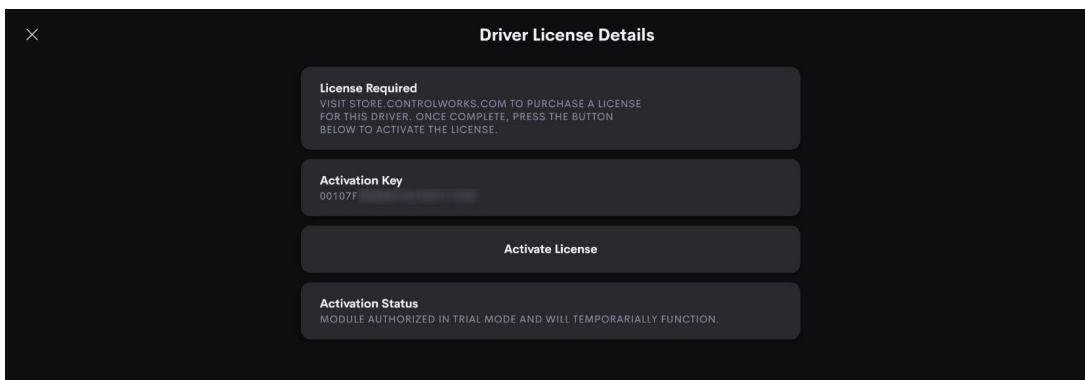 Driver License Details
License Required
VISIT STORE.CONTROLWORKS.COM TO PURCHASE A LICENSE
FOR THIS DRIVER. ONCE COMPLETE, PRESS THE BUTTON
BELOW TO ACTIVATE THE LICENSE.
Activation Key
00107F
Activate License
Activation Status
MODULE AUTHORIZED IN TRIAL MODE AND WILL TEMPORARIALLY FUNCTION.